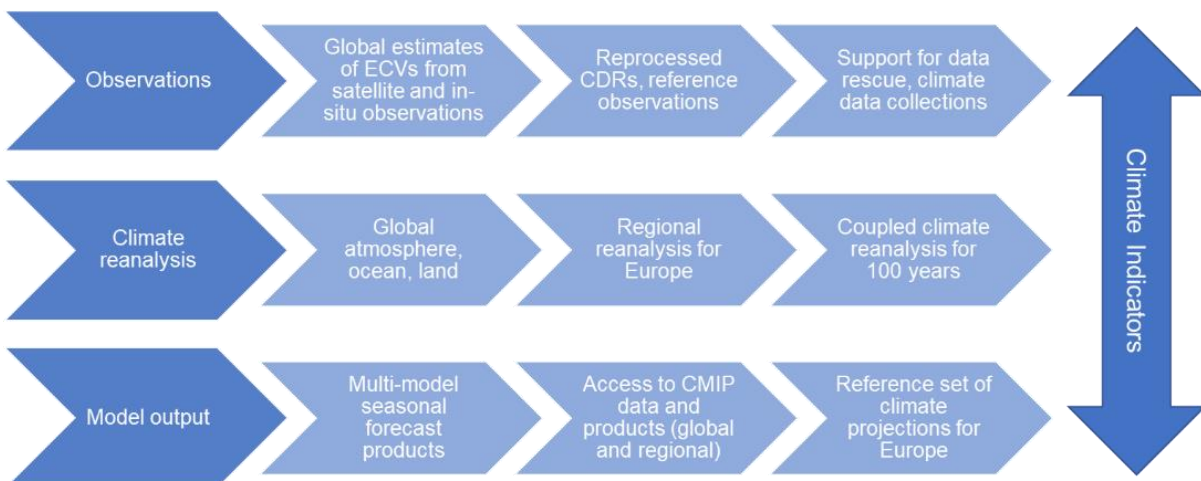 Observations
Global estimates
of ECVs from
satellite and in-
situ observations
Reprocessed
CDRs, reference
observations
Support for data
rescue, climate
data collections
Climate
reanalysis
Global
atmosphere,
ocean, land
Regional
reanalysis for
Europe
Coupled climate
reanalysis for
100 years
Model output
Multi-model
seasonal
forecast
products
Access to CMIP
data and
products (global
and regional)
Reference set of
climate
projections for
Europe
Climate Indicators